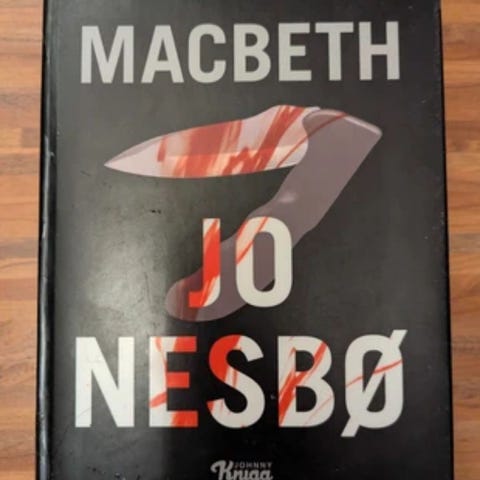 MACBETH
JO
NESBØ
JOHNNY
Kniga